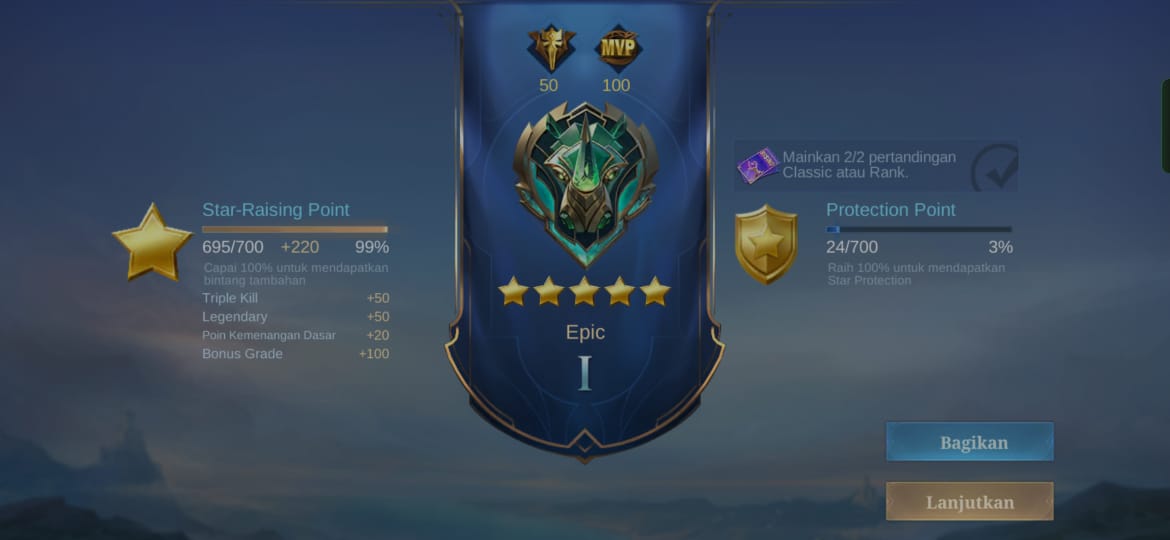 MVP
50 100
Mainkan 2/2 pertandingan
Classic atau Rank.
Star-Raising Point
695/700 +220 99%
Capai 100% untuk mendapatkan
bintang tambahan
Triple Kill +50
Legendary +50
Poin Kemenangan Dasar +20
Bonus Grade +100
Epic
I
Protection Point
24/700 3%
Raih 100% untuk mendapatkan
Star Protection
Bagikan
Lanjutkan